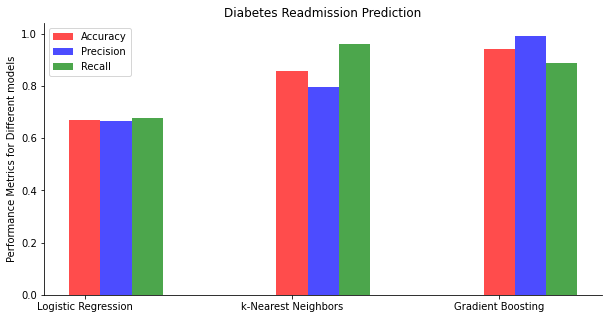 Diabetes Readmission Prediction
Accuracy
Precision
Recall
Performance Metrics for Different models
1.0
0.8
0.6
0.4
0.2
0.0
Logistic Regression
k-Nearest Neighbors
Gradient Boosting